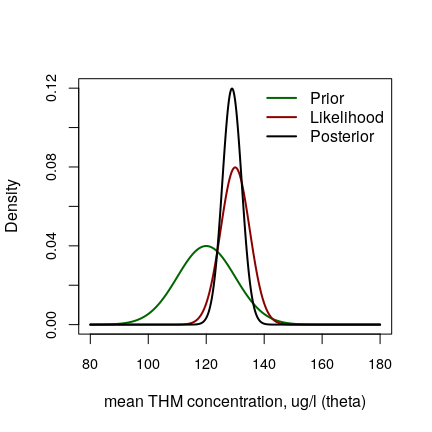 Density
0.12
0.08
0.04
0.00
Prior
Likelihood
Posterior
80 100 120 140 160 180
mean THM concentration, ug/l (theta)